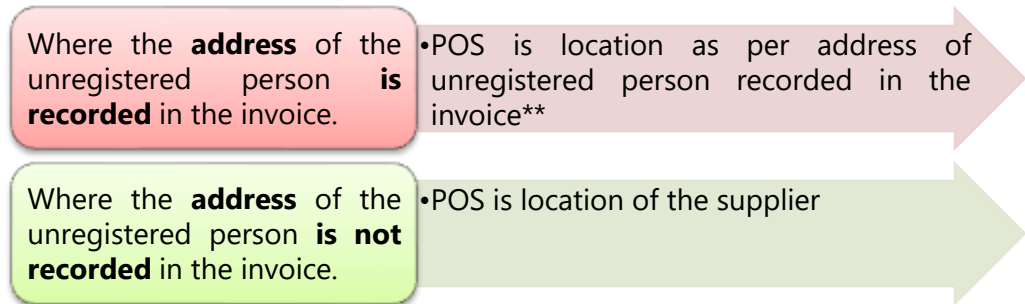 Where the address of the
unregistered person is
recorded in the invoice.
•POS is location as per address of
unregistered person recorded in the
invoice**
Where the address of the
unregistered person is not
recorded in the invoice.
•POS is location of the supplier